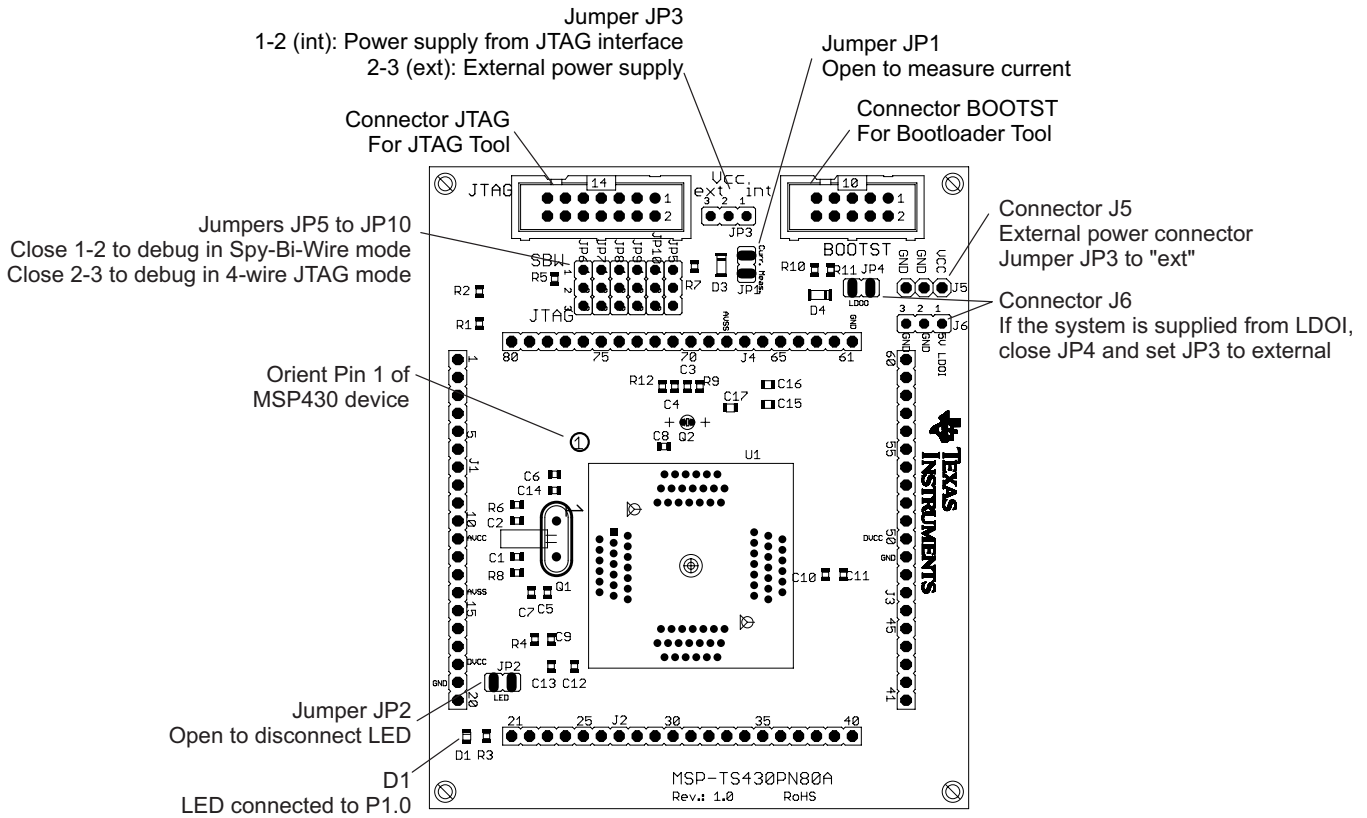 Jumper JP3
1-2 (int): Power supply from JTAG interface
2-3 (ext): External power supply
Jumper JP1
Open to measure current
Connector JTAG
For JTAG Tool
Connector BOOTST
For Bootloader Tool
Jumpers JP5 to JP10
Close 1-2 to debug in Spy-Bi-Wire mode
Close 2-3 to debug in 4-wire JTAG mode
Connector J5
External power connector
Jumper JP3 to "ext"
Connector J6
If the system is supplied from LDOI,
close JP4 and set JP3 to external
Orient Pin 1 of
MSP430 device
Jumper JP2
Open to disconnect LED
D1
LED connected to P1.0
JTAG
14
1
2
Vcc
ext int
3 2 1
JP3
10
1
2
BOOTST
SBW
JP6
JP7
JP8
JP9
JP10
JP5
1
2
3
JTAG
R5
R7
D3
Cur. Meas.
JP1
R10
R11
JP4
D4
GND
GND
VCC
J5
3 2 1
J6
GND
GND
5V LDOI
R2
R1
80 75 70 J4 65 61
AVSS
GND
1
5
J1
10
AVCC
AVSS
15
DVCC
GND
20
60
55
50
DVCC
GND
J3
45
41
TEXAS
INSTRUMENTS
R12
C3
R9
C4
C16
C15
C17
Q2
C8
1
U1
C6
C14
R6
C2
C1
R8
Q1
C7
C5
C10
C11
R4
C9
C13
C12
JP2
LED
D1
R3
21 25 J2 30 35 40
MSP-TS430PN80A
Rev.: 1.0 RoHS